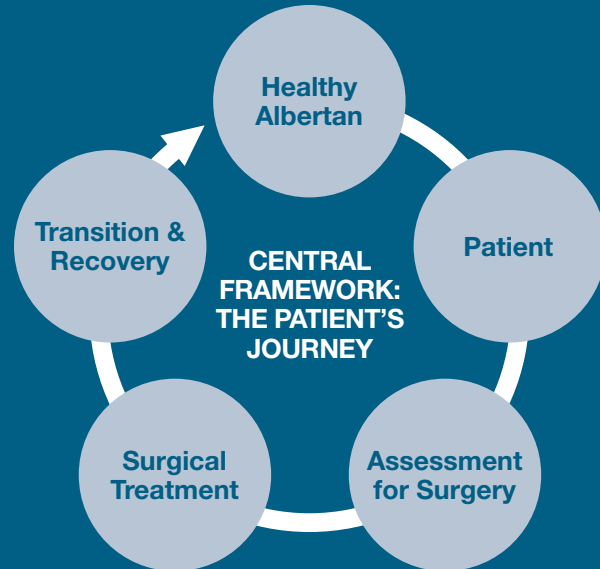 Healthy
Albertan
Patient
Assessment
for Surgery
Surgical
Treatment
Transition &
Recovery
CENTRAL
FRAMEWORK:
THE PATIENT'S
JOURNEY